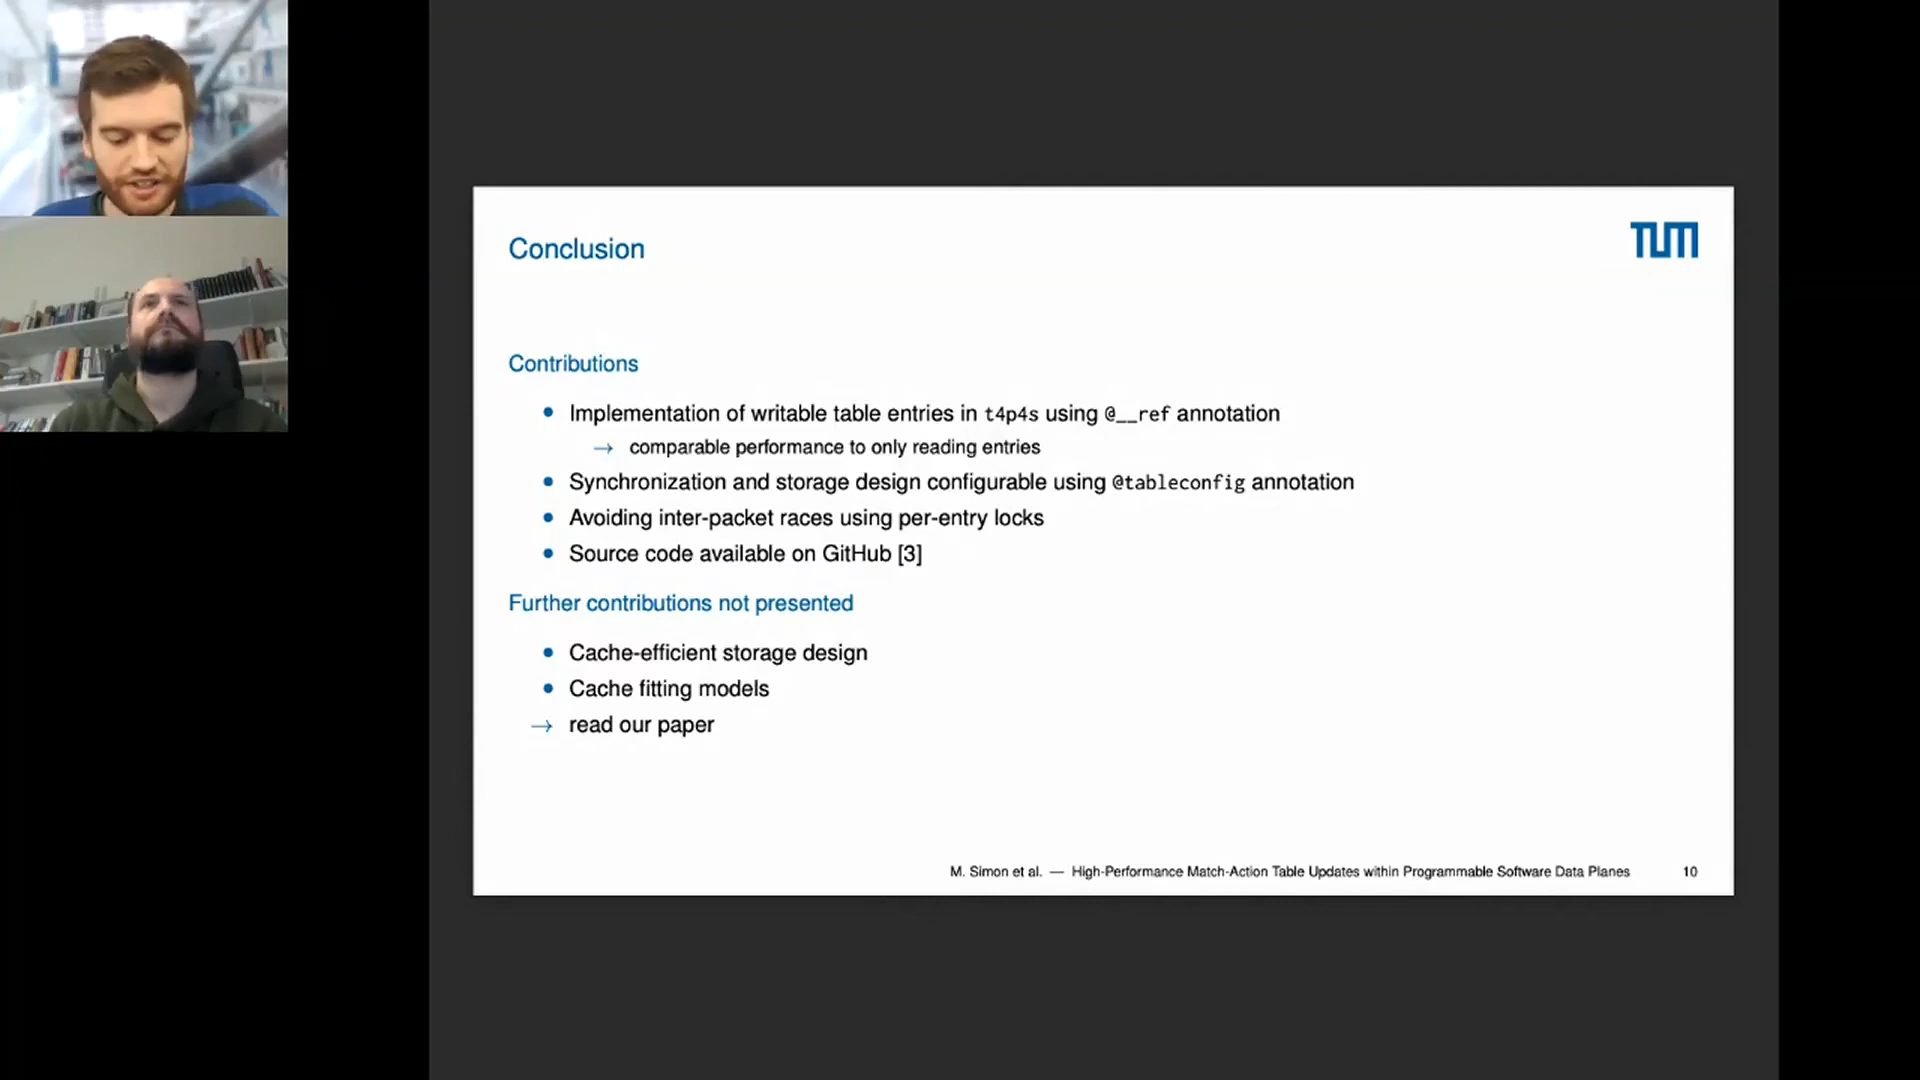 Conclusion
TUM
Contributions
• Implementation of writable table entries in t4p4s using @__ref annotation
→ comparable performance to only reading entries
• Synchronization and storage design configurable using @tableconfig annotation
• Avoiding inter-packet races using per-entry locks
• Source code available on GitHub [3]
Further contributions not presented
• Cache-efficient storage design
• Cache fitting models
→ read our paper
M. Simon et al. — High-Performance Match-Action Table Updates within Programmable Software Data Planes 10